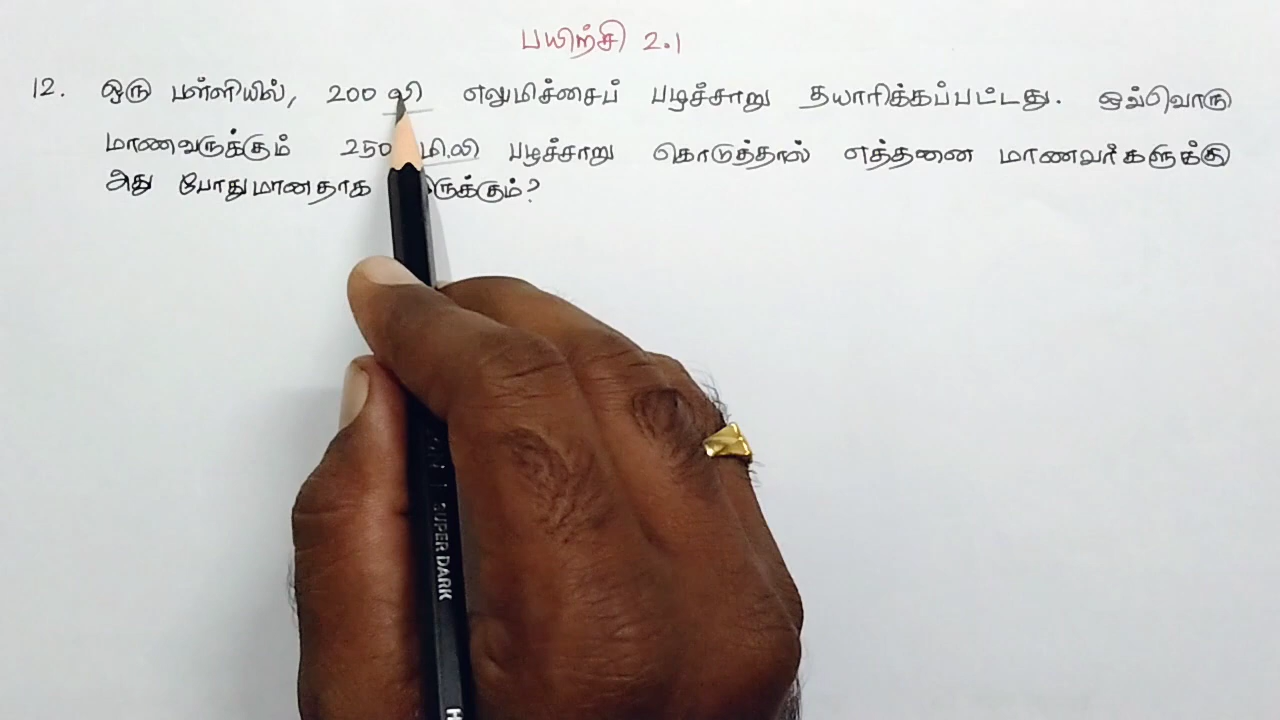 பயிற்சி 2.1
12. ஒரு பள்ளியில், 200 லி எலுமிச்சைப் பழச்சாறு தயாரிக்கப்பட்டது. ஒவ்வொரு
மாணவருக்கும் 250 மி.லி பழச்சாறு கொடுத்தால் எத்தனை மாணவர்களுக்கு
அது போதுமானதாக இருக்கும்?
SUPER DARK